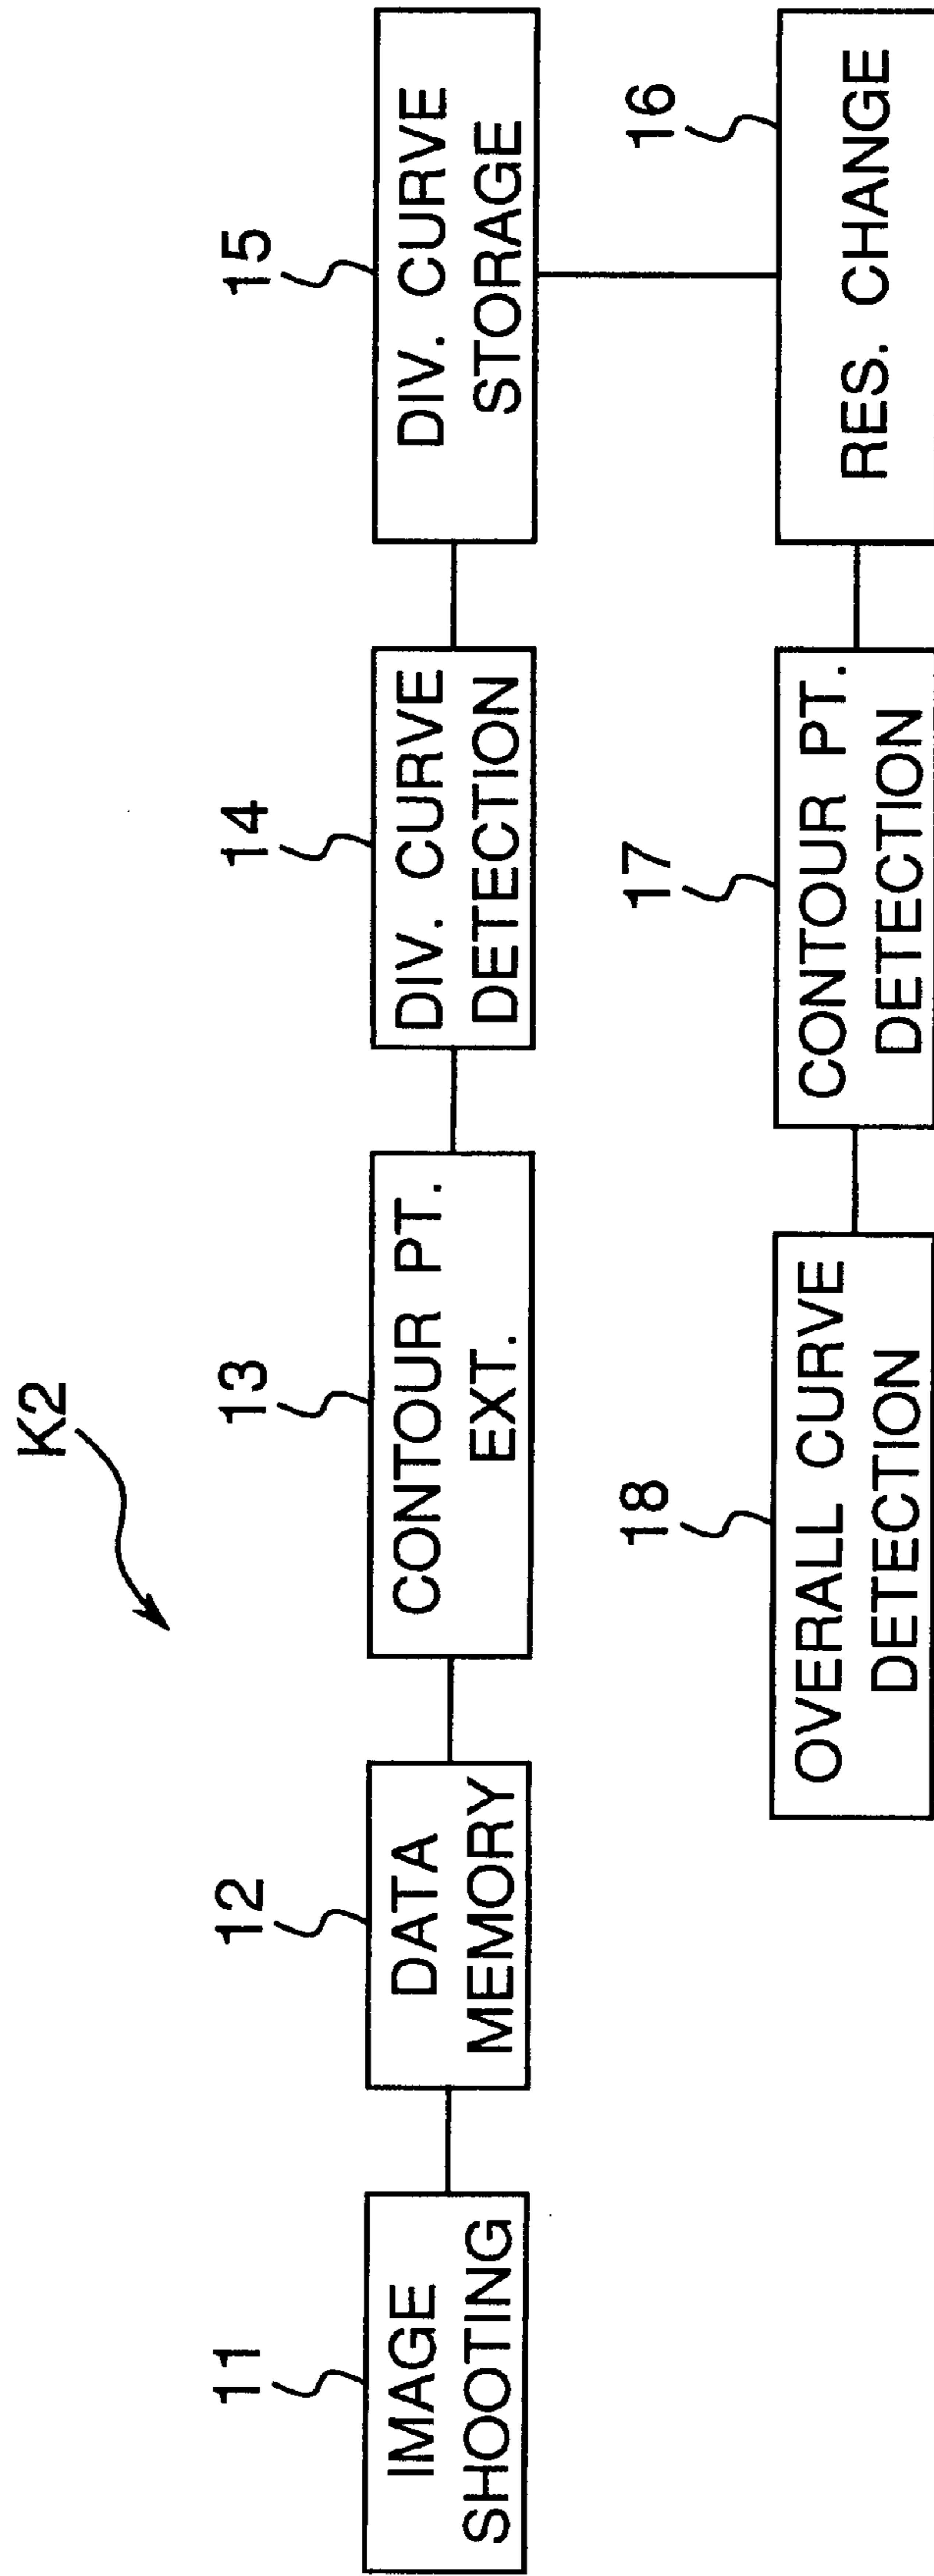 K2
11
IMAGE
SHOOTING
12
DATA
MEMORY
13
CONTOUR PT.
EXT.
14
DIV. CURVE
DETECTION
15
DIV. CURVE
STORAGE
16
RES. CHANGE
17
CONTOUR PT.
DETECTION
18
OVERALL CURVE
DETECTION